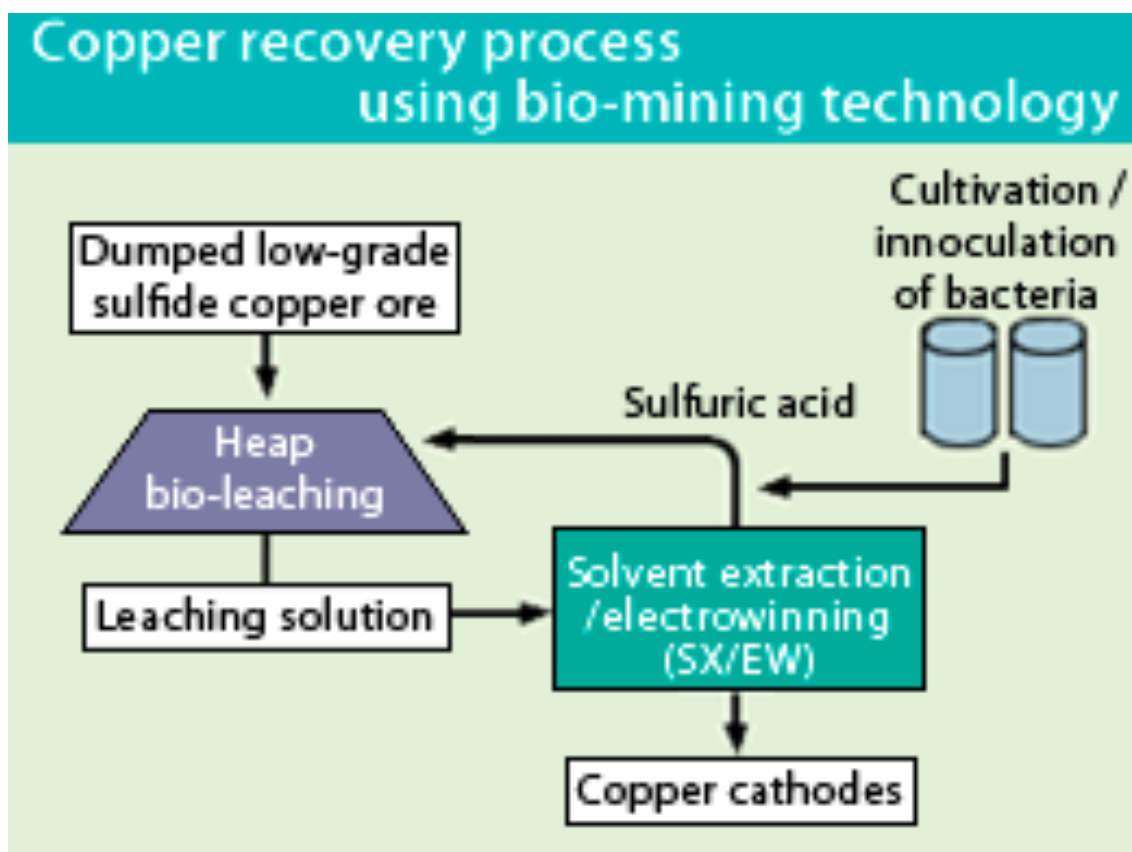 Copper recovery process
using bio-mining technology
Cultivation /
innoculation
of bacteria
Dumped low-grade
sulfide copper ore
Sulfuric acid
Heap
bio-leaching
Leaching solution
Solvent extraction
/electrowinning
(SX/EW)
Copper cathodes